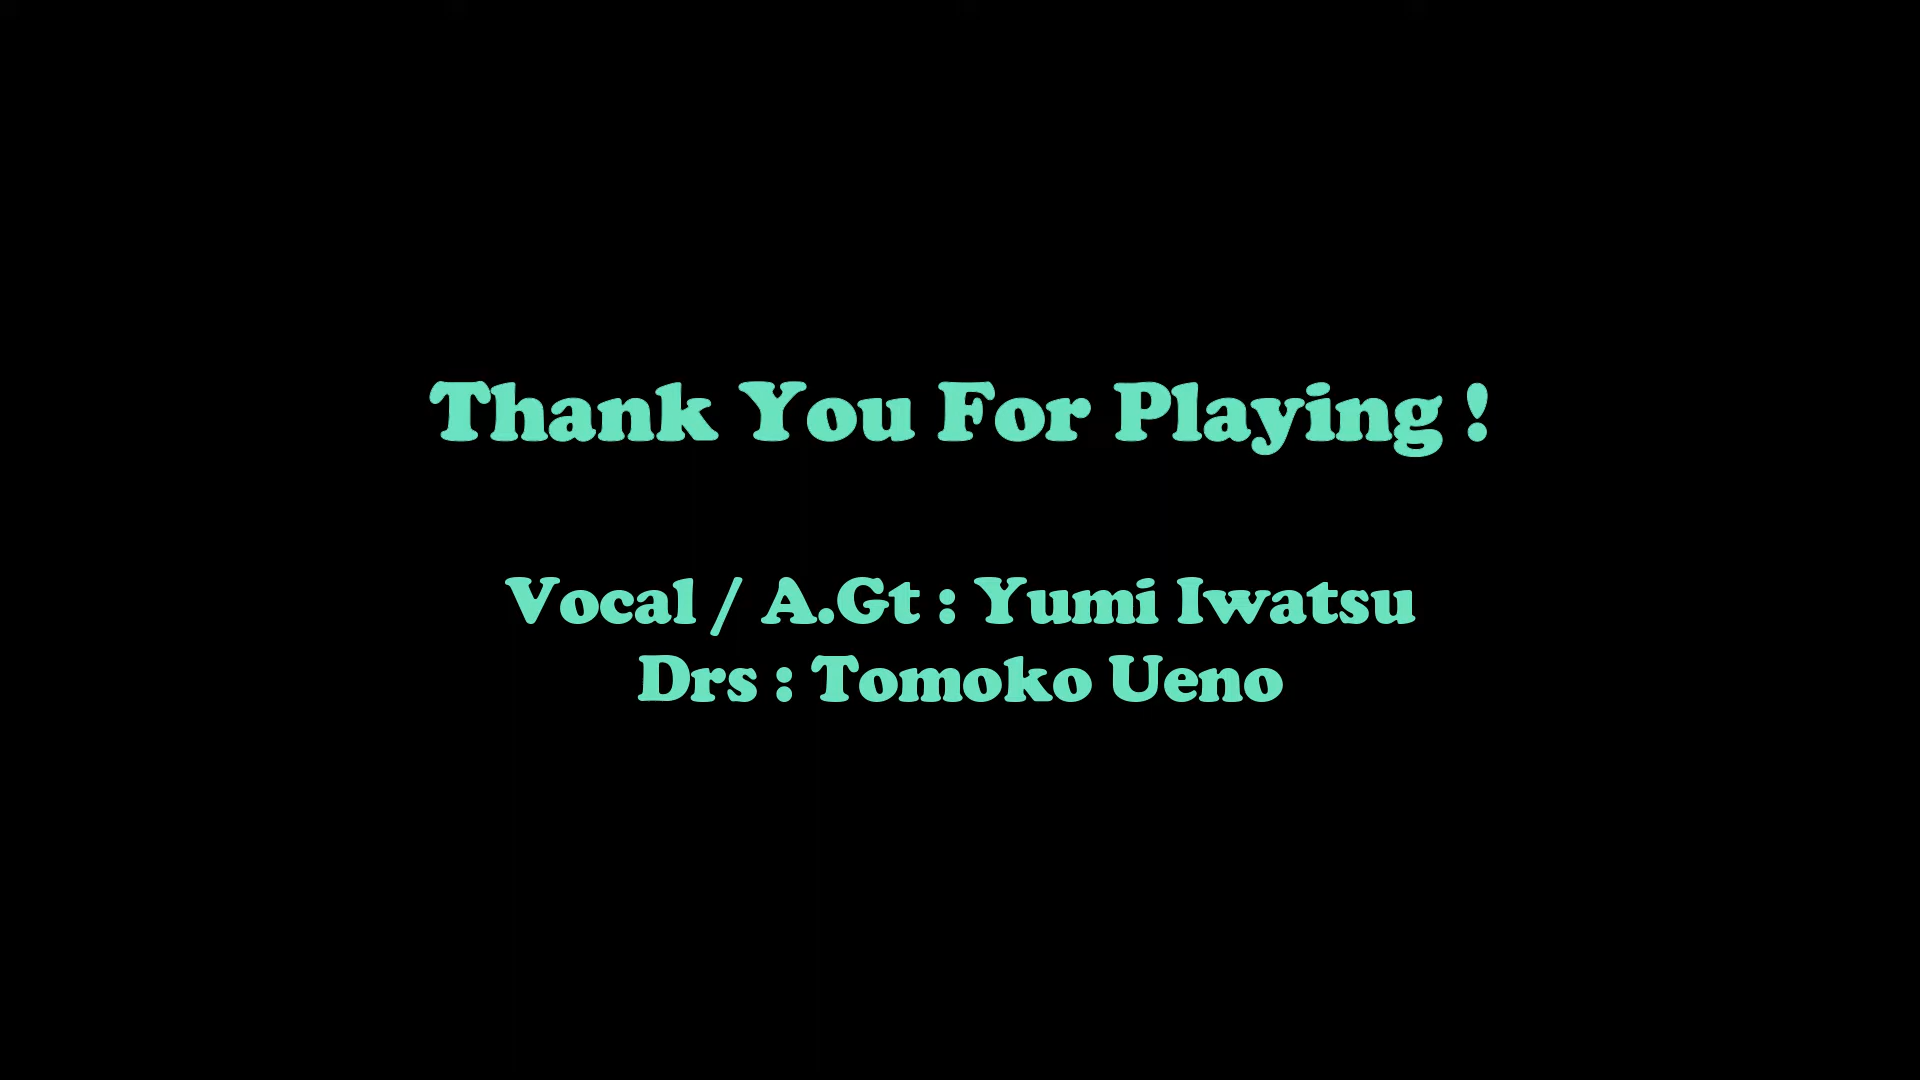 Thank You For Playing !
Vocal / A.Gt : Yumi Iwatsu
Drs : Tomoko Ueno